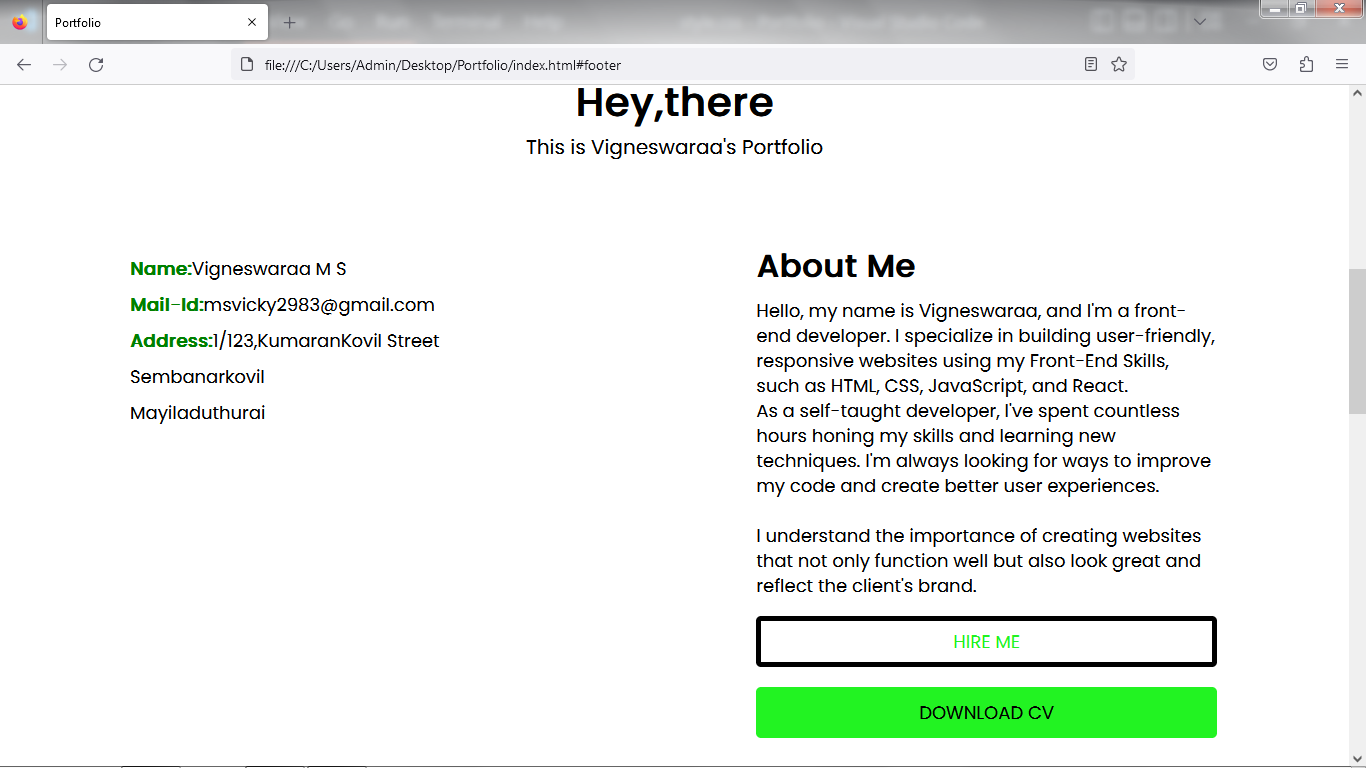 Portfolio
file:///C:/Users/Admin/Desktop/Portfolio/index.html#footer
Hey,there
This is Vigneswaraa's Portfolio
Name:Vigneswaraa M S
Mail-Id:msvicky2983@gmail.com
Address:1/123,KumaranKovil Street
Sembanarkovil
Mayiladuthurai
About Me
Hello, my name is Vigneswaraa, and I'm a front-
end developer. I specialize in building user-friendly,
responsive websites using my Front-End Skills,
such as HTML, CSS, JavaScript, and React.
As a self-taught developer, I've spent countless
hours honing my skills and learning new
techniques. I'm always looking for ways to improve
my code and create better user experiences.
I understand the importance of creating websites
that not only function well but also look great and
reflect the client's brand.
HIRE ME
DOWNLOAD CV